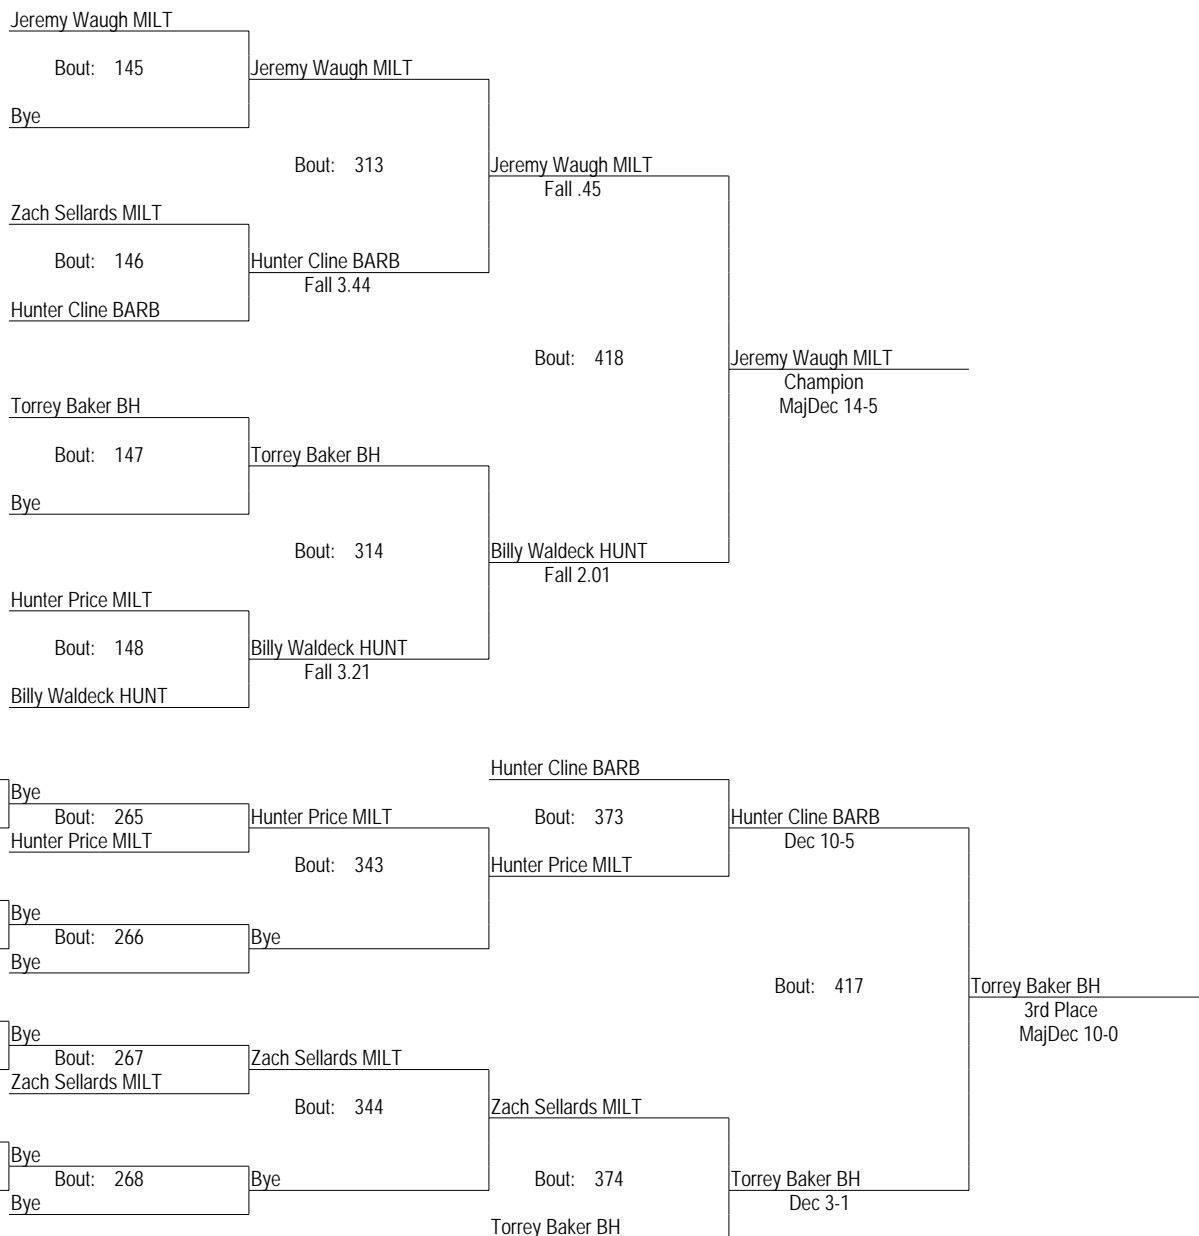 Jeremy Waugh MILT
Bout: 145
Jeremy Waugh MILT
Bye
Bout: 313
Jeremy Waugh MILT
Fall .45
Zach Sellards MILT
Bout: 146
Hunter Cline BARB
Fall 3.44
Hunter Cline BARB
Bout: 418
Jeremy Waugh MILT
Champion
MajDec 14-5
Torrey Baker BH
Bout: 147
Torrey Baker BH
Bye
Bout: 314
Billy Waldeck HUNT
Fall 2.01
Hunter Price MILT
Bout: 148
Billy Waldeck HUNT
Fall 3.21
Billy Waldeck HUNT
Hunter Cline BARB
Bye
Bout: 265
Hunter Price MILT
Bout: 373
Hunter Cline BARB
Hunter Price MILT
Dec 10-5
Bout: 343
Hunter Price MILT
Bye
Bout: 266
Bye
Bye
Bout: 417
Torrey Baker BH
3rd Place
MajDec 10-0
Bye
Bout: 267
Zach Sellards MILT
Zach Sellards MILT
Bout: 344
Zach Sellards MILT
Bye
Bout: 268
Bye
Bout: 374
Torrey Baker BH
Bye
Dec 3-1
Torrey Baker BH